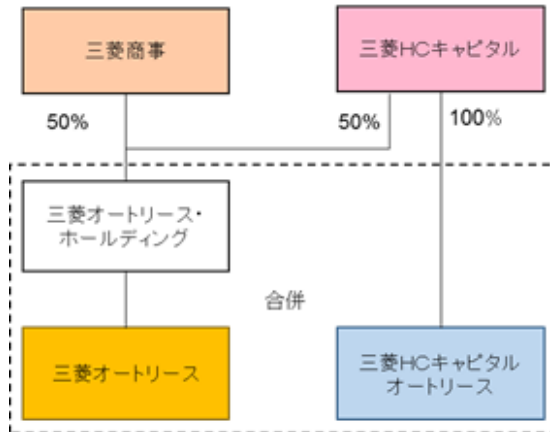 三菱商事
三菱HCキャピタル
50%
50%
100%
三菱オートリース・
ホールディング
合併
三菱オートリース
三菱HCキャピタル
オートリース